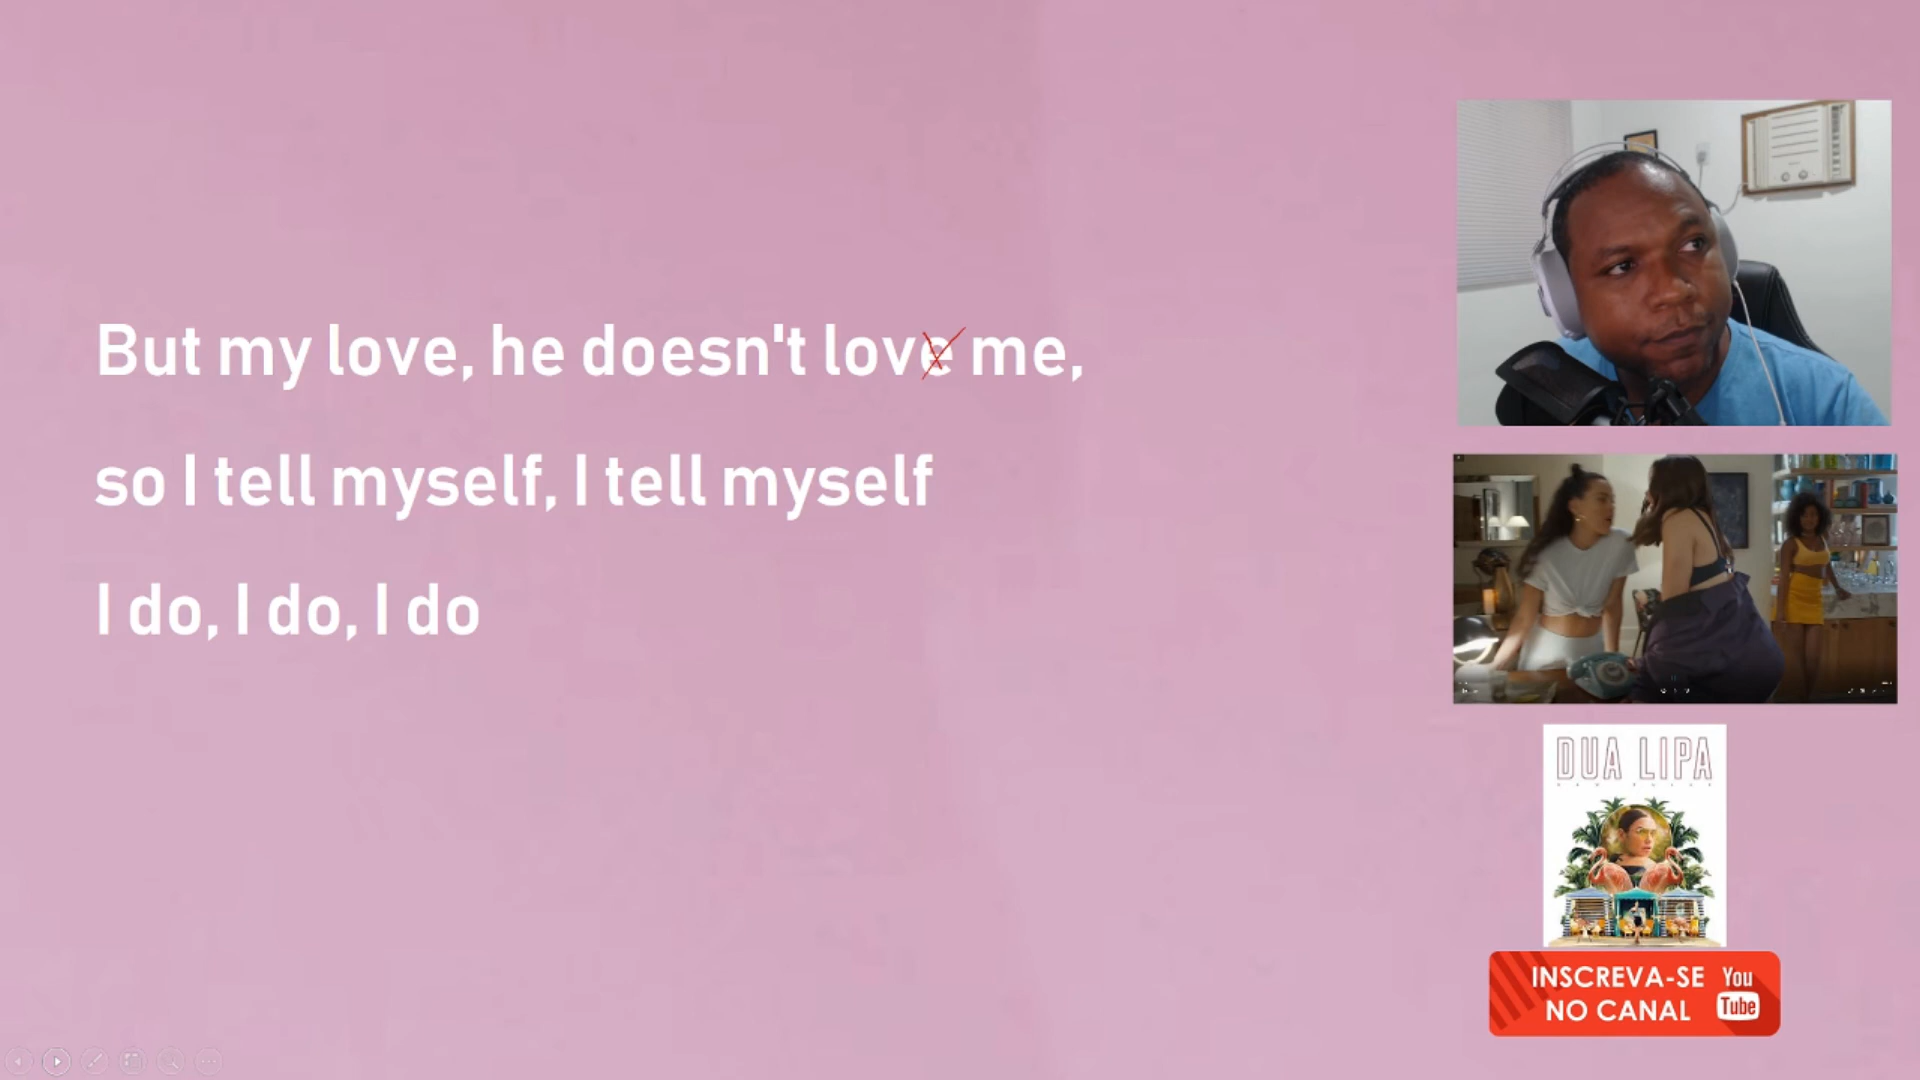 But my love, he doesn't love me,
so I tell myself, I tell myself
I do, I do, I do
DUA LIPA
INSCREVA-SE
NO CANAL
You
Tube